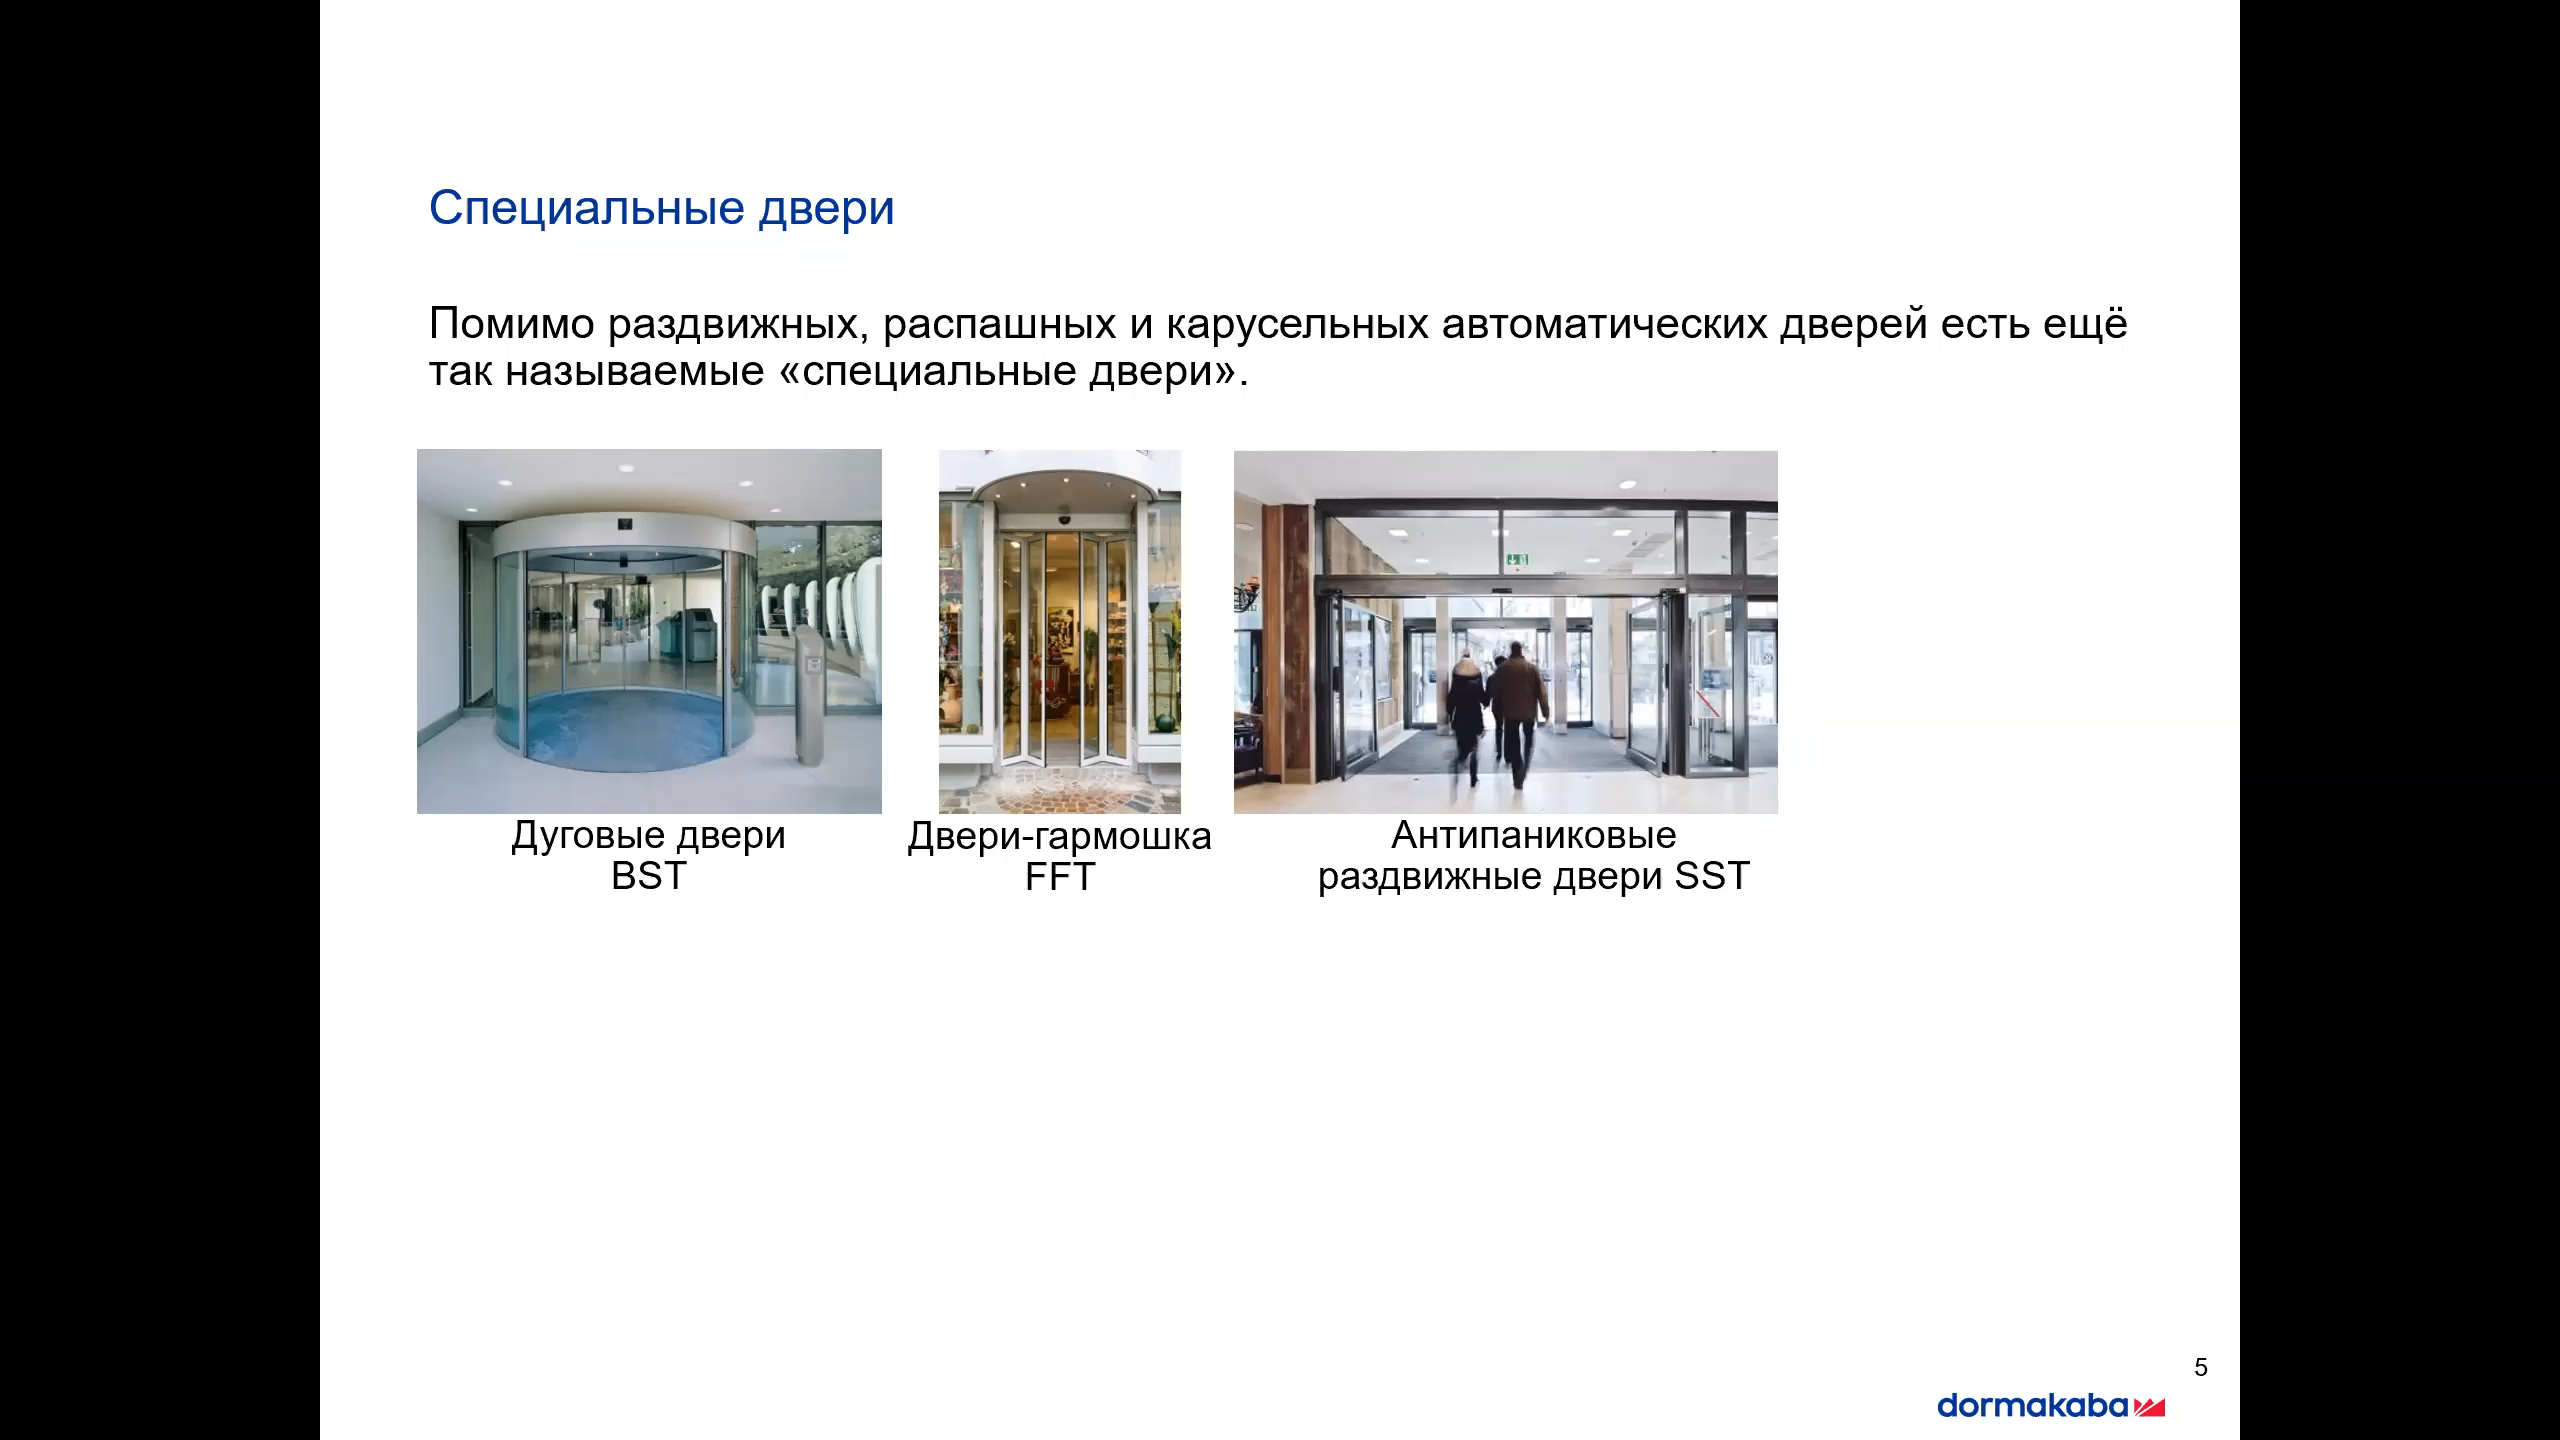 Специальные двери
Помимо раздвижных, распашных и карусельных автоматических дверей есть ещё
так называемые «специальные двери».
Дуговые двери
BST
Двери-гармошка
FFT
Антипаниковые
раздвижные двери SST
5
dormakaba